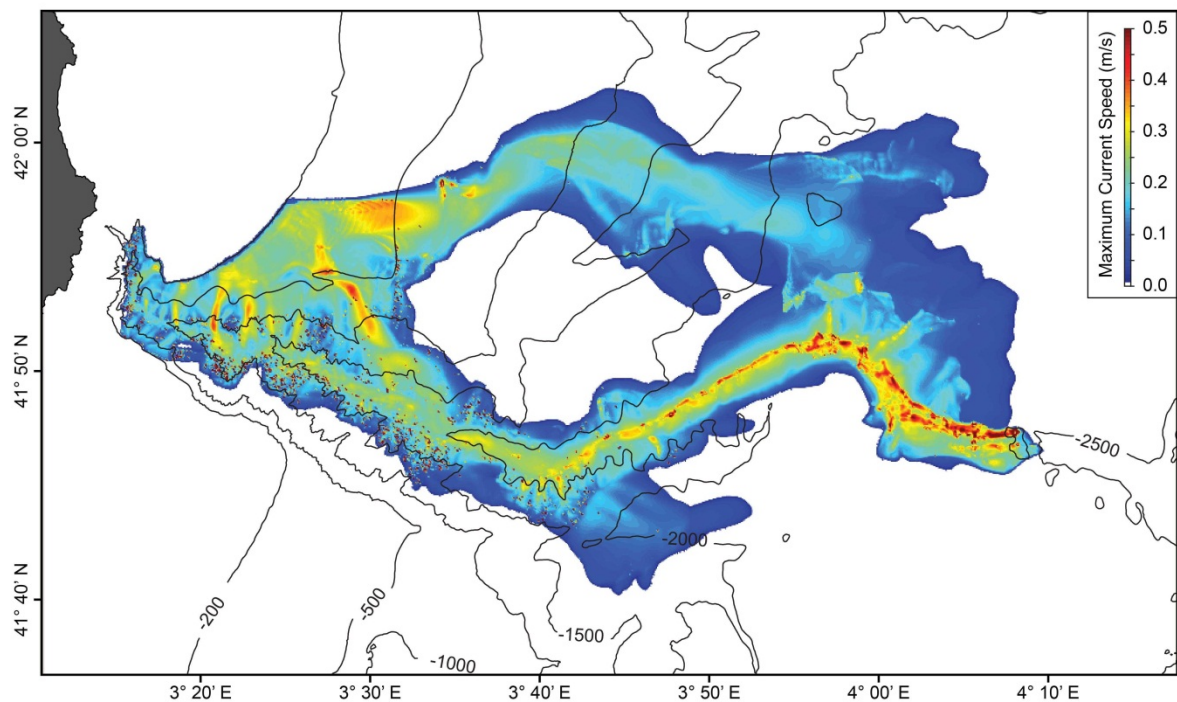 Maximum Current Speed (m/s)
0.5
0.4
0.3
0.2
0.1
0.0
42° 00' N
41° 50' N
41° 40' N
-2500
-2000
-200
-500
-1500
-1000
3° 20' E
3° 30' E
3° 40' E
3° 50' E
4° 00' E
4° 10' E